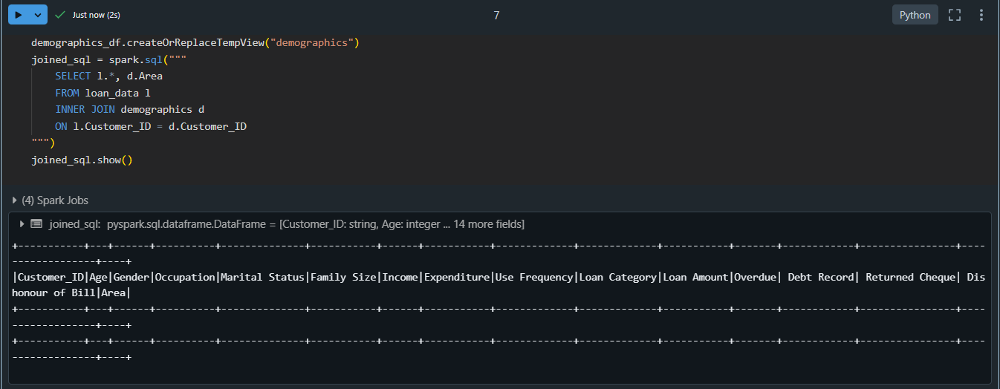 Just now (2s)
7
Python
demographics_df.createOrReplaceTempView("demographics")
joined_sql = spark.sql("""
    SELECT l.*, d.Area
    FROM loan_data l
    INNER JOIN demographics d
    ON l.Customer_ID = d.Customer_ID
""")
joined_sql.show()
(4) Spark Jobs
joined_sql: pyspark.sql.dataframe.DataFrame = [Customer_ID: string, Age: integer ... 14 more fields]
+-----------+---+------+----------+--------------+-----------+------+-----------+-------------+-------------+-----------+-------+------------+----------------+----
-----------------+----+
|Customer_ID|Age|Gender|Occupation|Marital Status|Family Size|Income|Expenditure|Use Frequency|Loan Category|Loan Amount|Overdue| Debt Record| Returned Cheque| Dis
honour of Bill|Area|
+-----------+---+------+----------+--------------+-----------+------+-----------+-------------+-------------+-----------+-------+------------+----------------+----
-----------------+----+
+-----------+---+------+----------+--------------+-----------+------+-----------+-------------+-------------+-----------+-------+------------+----------------+----
-----------------+----+